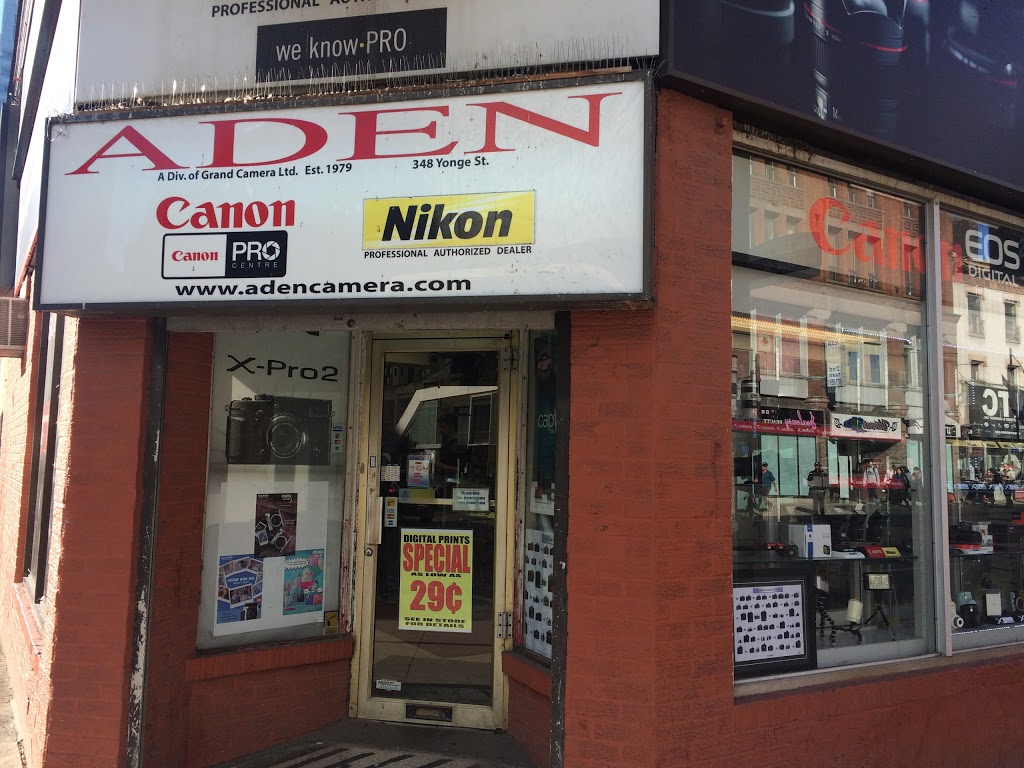 PROFESSIONAL
we know·PRO
ADEN
A Div. of Grand Camera Ltd. Est. 1979
348 Yonge St.
Canon
Canon PRO
CENTRE
Nikon
PROFESSIONAL AUTHORIZED DEALER
www.adencamera.com
X-Pro2
DIGITAL PRINTS
SPECIAL
AS LOW AS
29¢
SEE IN STORE
FOR DETAILS
Canon
EOS
DIGITAL